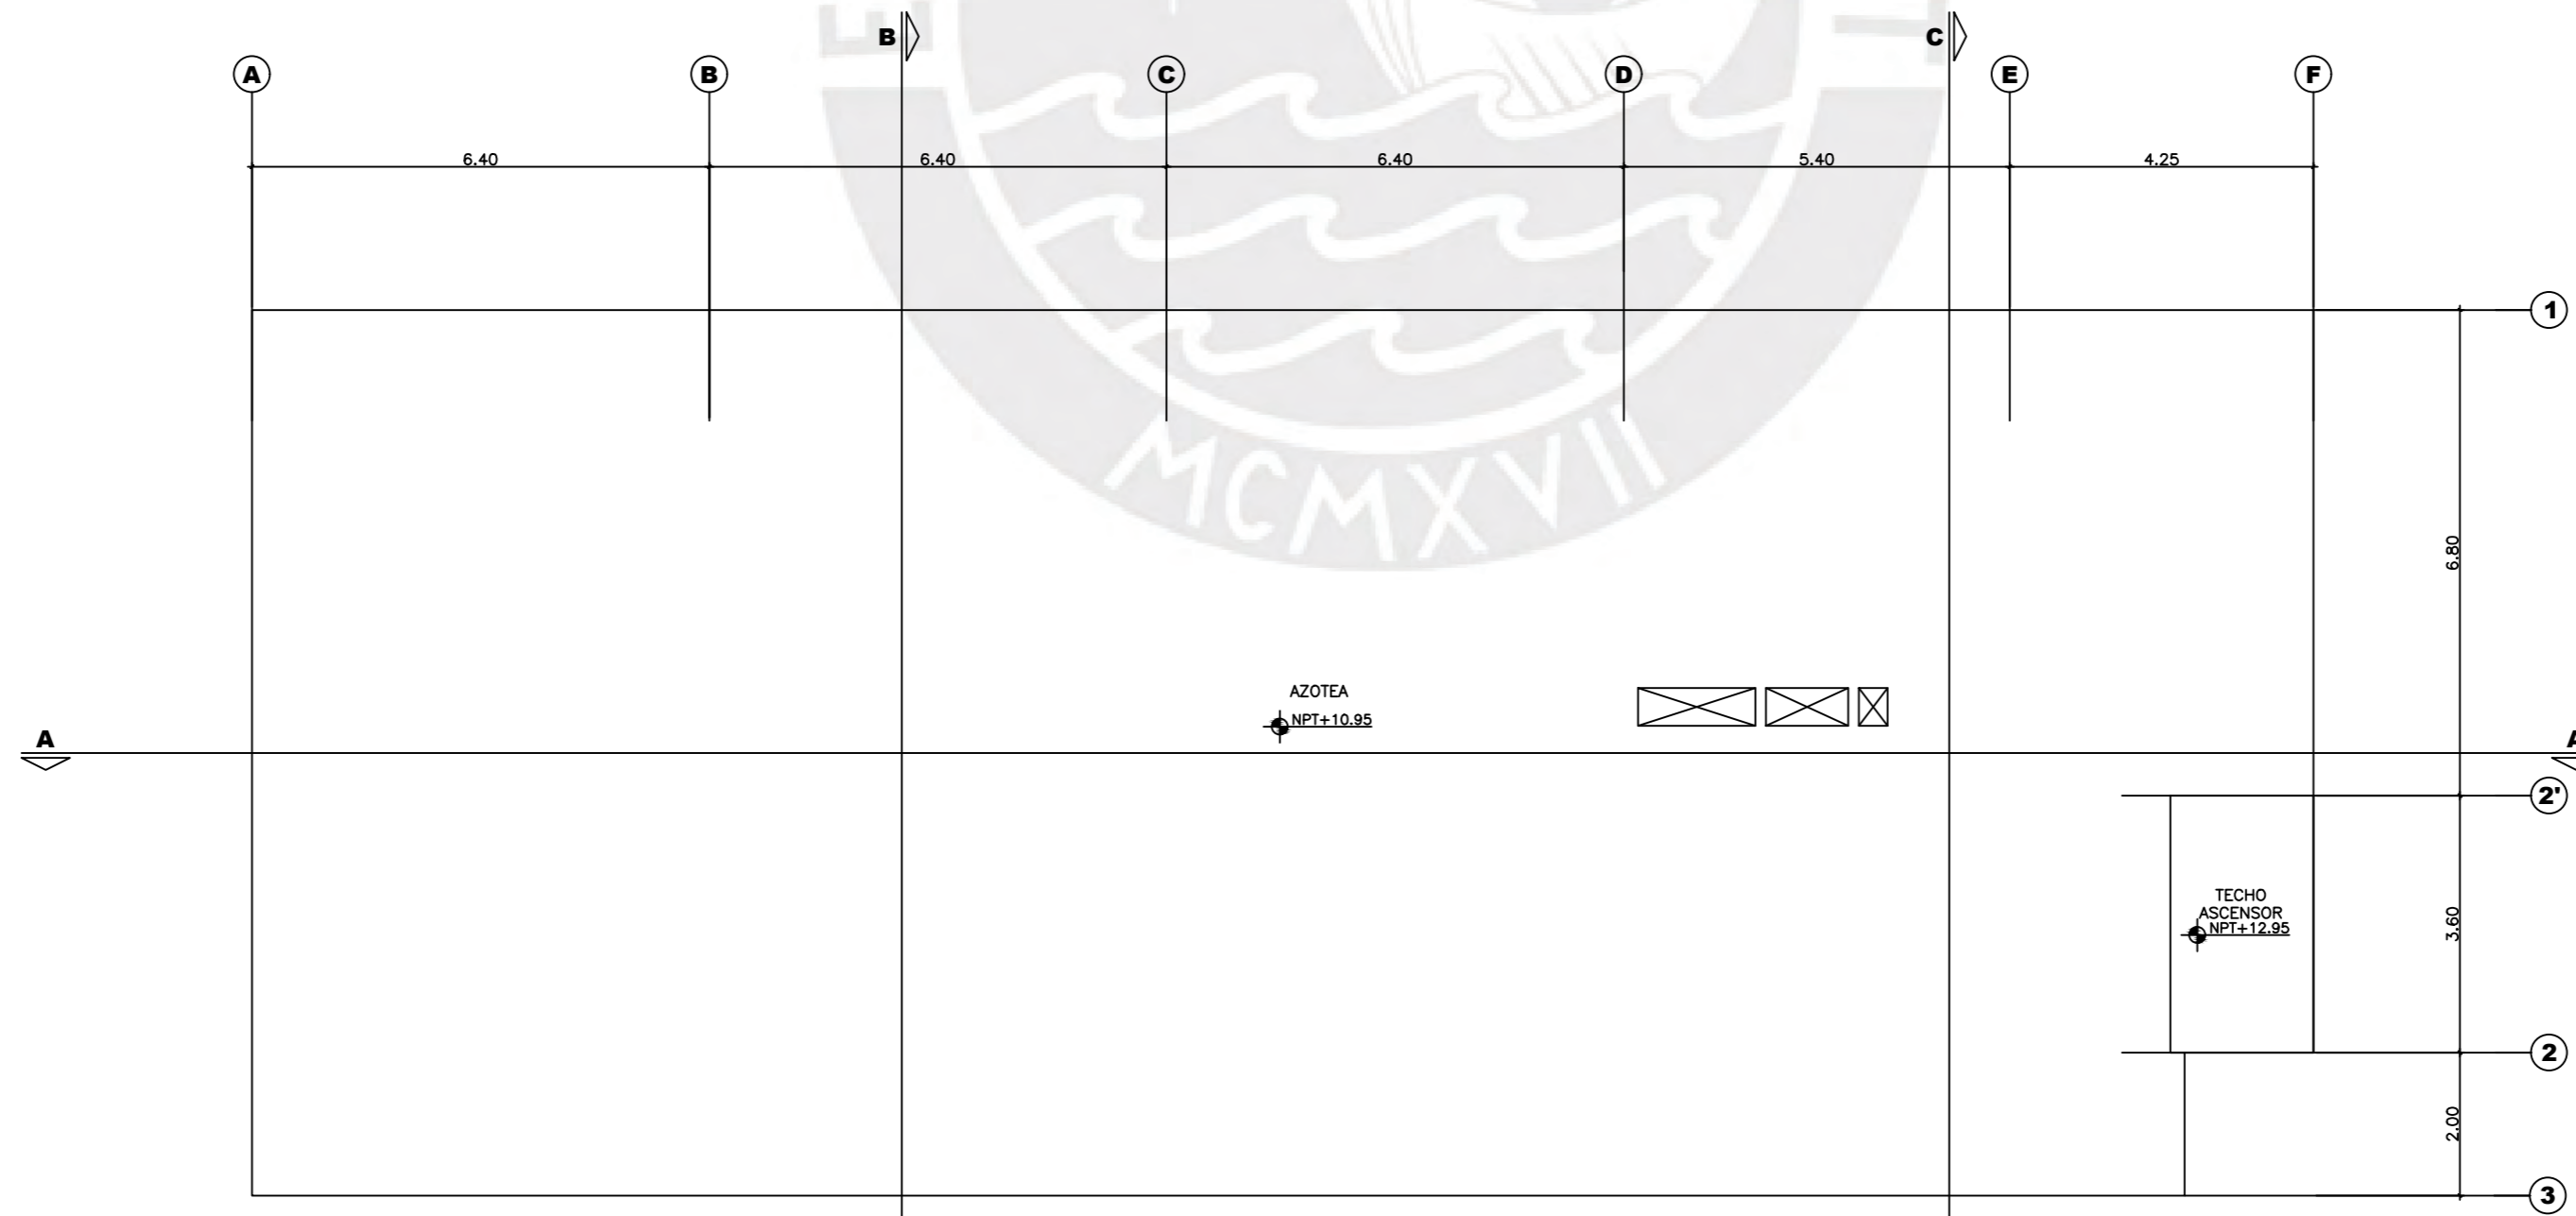 B
C
A
B
C
D
E
F
6.40
6.40
6.40
5.40
4.25
1
MCMXVII
6.80
AZOTEA
NPT+10.95
A
A
2'
TECHO
ASCENSOR
NPT+12.95
3.60
2
2.00
3